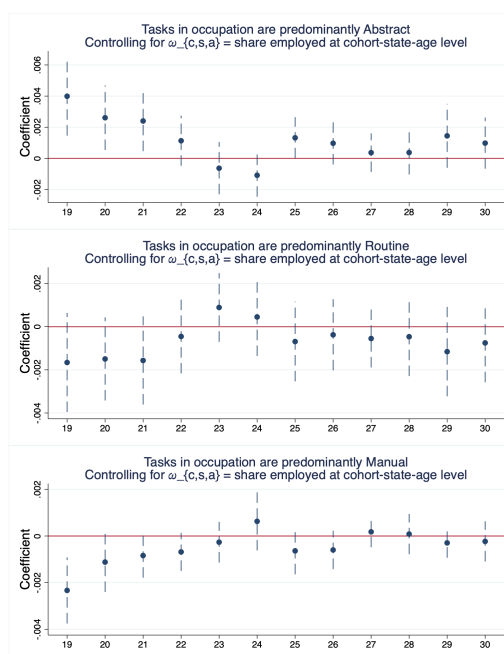 Tasks in occupation are predominantly Abstract
Controlling for ω_{c,s,a} = share employed at cohort-state-age level
Coefficient
.006
.004
.002
0
-.002
19 20 21 22 23 24 25 26 27 28 29 30
Tasks in occupation are predominantly Routine
Controlling for ω_{c,s,a} = share employed at cohort-state-age level
Coefficient
.002
0
-.002
-.004
19 20 21 22 23 24 25 26 27 28 29 30
Tasks in occupation are predominantly Manual
Controlling for ω_{c,s,a} = share employed at cohort-state-age level
Coefficient
.002
0
-.002
-.004
19 20 21 22 23 24 25 26 27 28 29 30